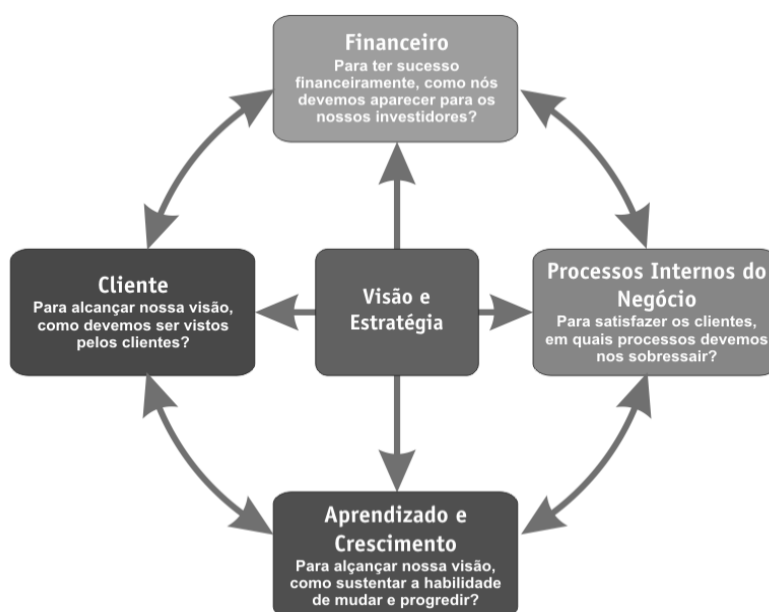 Financeiro
Para ter sucesso
financeiramente, como nós
devemos aparecer para os
nossos investidores?
Cliente
Para alcançar nossa visão,
como devemos ser vistos
pelos clientes?
Visão e
Estratégia
Processos Internos do
Negócio
Para satisfazer os clientes,
em quais processos devemos
nos sobressair?
Aprendizado e
Crescimento
Para alçançar nossa visão,
como sustentar a habilidade
de mudar e progredir?